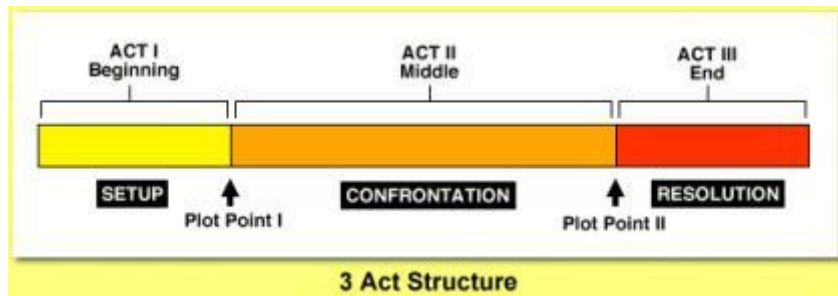 ACT I
Beginning
ACT II
Middle
ACT III
End
SETUP
CONFRONTATION
RESOLUTION
Plot Point I
Plot Point II
3 Act Structure